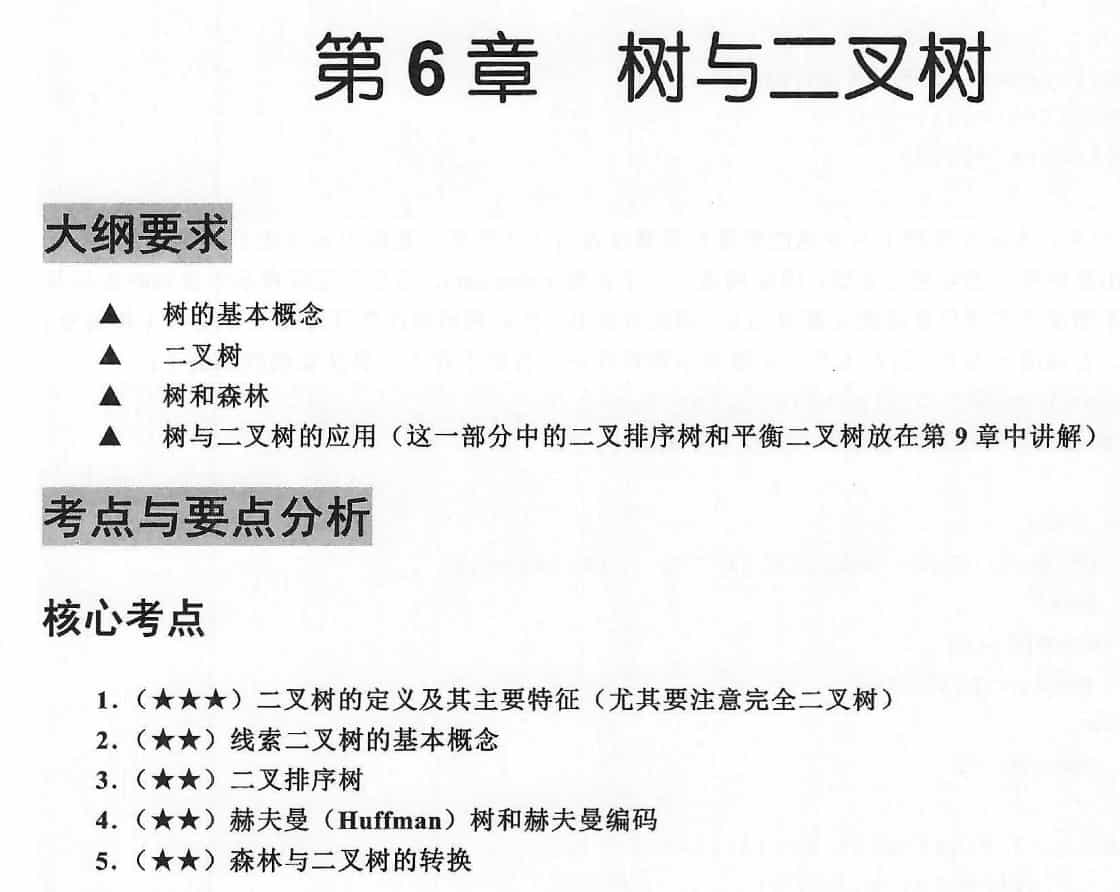 第 6 章 树与二叉树
大纲要求
▲ 树的基本概念
▲ 二叉树
▲ 树和森林
▲ 树与二叉树的应用（这一部分中的二叉排序树和平衡二叉树放在第 9 章中讲解）
考点与要点分析
核心考点
1.（★★★）二叉树的定义及其主要特征（尤其要注意完全二叉树）
2.（★★）线索二叉树的基本概念
3.（★★）二叉排序树
4.（★★）赫夫曼（Huffman）树和赫夫曼编码
5.（★★）森林与二叉树的转换